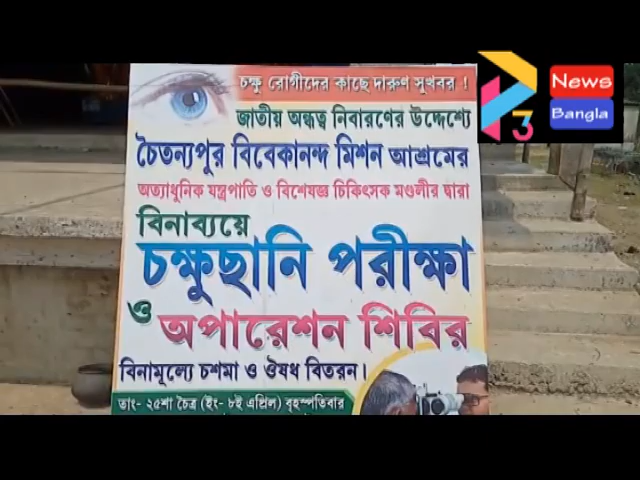 চক্ষু রোগীদের কাছে দারুণ সুখবর !
জাতীয় অন্ধত্ব নিবারণের উদ্দেশ্যে
চৈতন্যপুর বিবেকানন্দ মিশন আশ্রমের
অত্যাধুনিক যন্ত্রপাতি ও বিশেষজ্ঞ চিকিৎসক মণ্ডলীর দ্বারা
বিনাব্যয়ে
চক্ষুছানি পরীক্ষা
ও
অপারেশন শিবির
বিনামূল্যে চশমা ও ঔষধ বিতরন।
তাং- ২৫শা চৈত্র (ইং- ৮ই এপ্রিল) বৃহস্পতিবার
3
News
Bangla